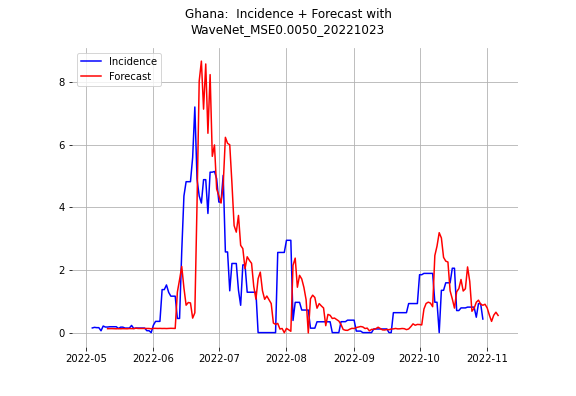 Ghana:  Incidence + Forecast with
WaveNet_MSE0.0050_20221023
Incidence
Forecast
8
6
4
2
0
2022-05 2022-06 2022-07 2022-08 2022-09 2022-10 2022-11